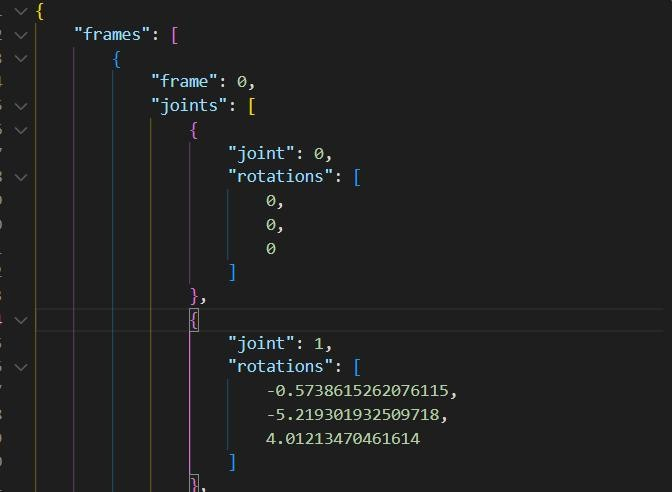 {
"frames": [
{
"frame": 0,
"joints": [
{
"joint": 0,
"rotations": [
0,
0,
0
]
},
{
"joint": 1,
"rotations": [
-0.5738615262076115,
-5.219301932509718,
4.01213470461614
]
},